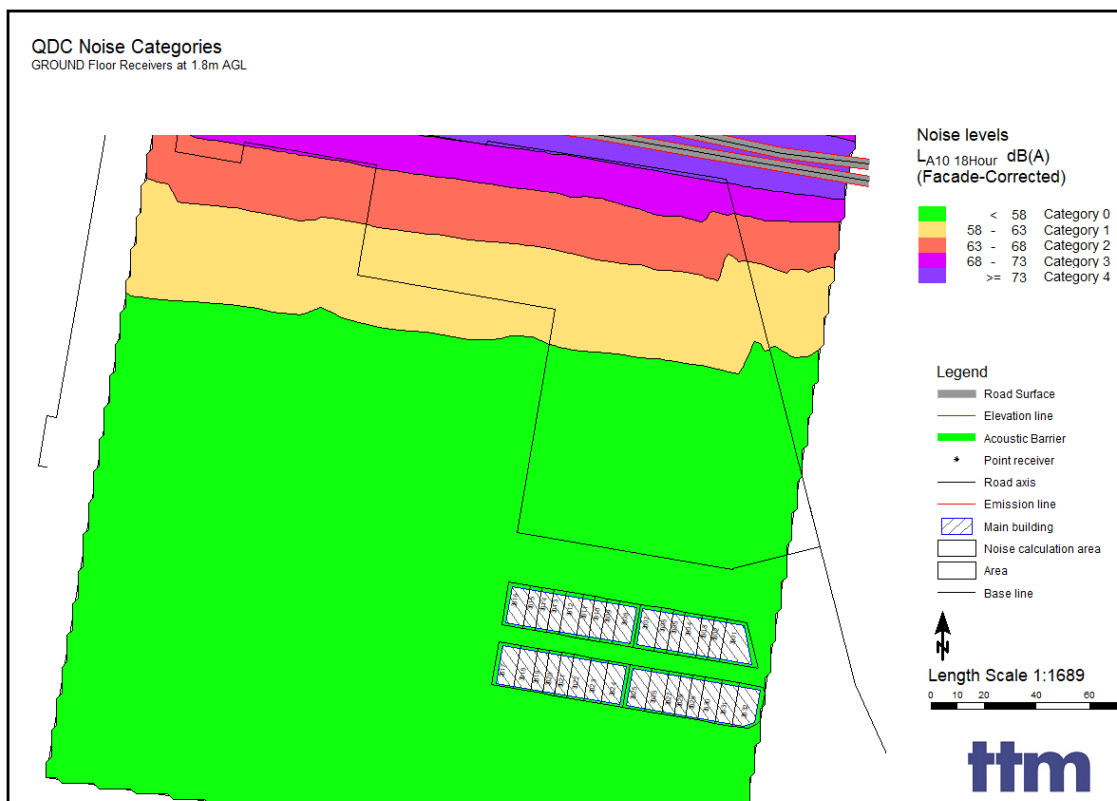 QDC Noise Categories
GROUND Floor Receivers at 1.8m AGL
Noise levels
LA10 18Hour dB(A)
(Facade-Corrected)
< 58 Category 0
58 - 63 Category 1
63 - 68 Category 2
68 - 73 Category 3
>= 73 Category 4
Legend
Road Surface
Elevation line
Acoustic Barrier
Point receiver
Road axis
Emission line
Main building
Noise calculation area
Area
Base line
N
Length Scale 1:1689
0 10 20 40 60
ttm